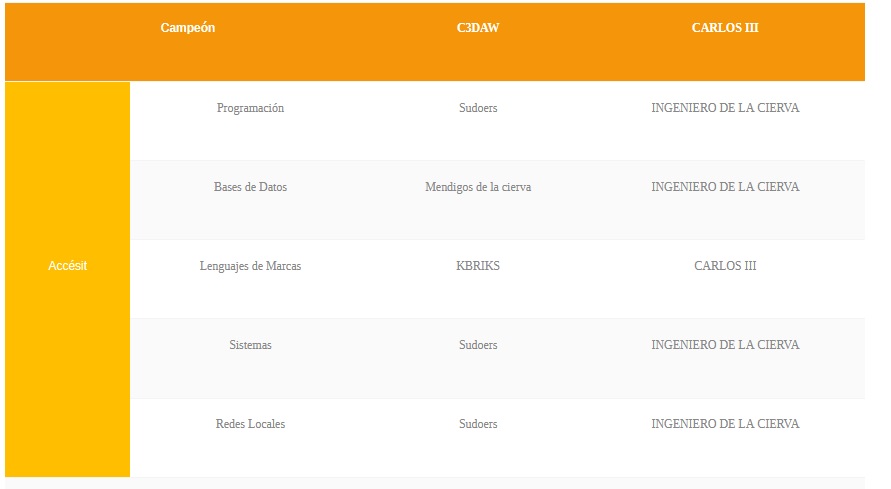 Campeón C3DAW CARLOS III
Programación Sudoers INGENIERO DE LA CIERVA
Bases de Datos Mendigos de la cierva INGENIERO DE LA CIERVA
Accésit Lenguajes de Marcas KBRIKS CARLOS III
Sistemas Sudoers INGENIERO DE LA CIERVA
Redes Locales Sudoers INGENIERO DE LA CIERVA